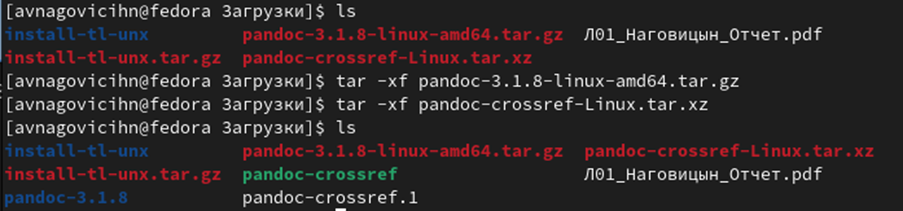 [avnagovicihn@fedora Загрузки]$ ls
install-tl-unx pandoc-3.1.8-linux-amd64.tar.gz Л01_Наговицын_Отчет.pdf
install-tl-unx.tar.gz pandoc-crossref-Linux.tar.xz
[avnagovicihn@fedora Загрузки]$ tar -xf pandoc-3.1.8-linux-amd64.tar.gz
[avnagovicihn@fedora Загрузки]$ tar -xf pandoc-crossref-Linux.tar.xz
[avnagovicihn@fedora Загрузки]$ ls
install-tl-unx pandoc-3.1.8-linux-amd64.tar.gz pandoc-crossref-Linux.tar.xz
install-tl-unx.tar.gz pandoc-crossref Л01_Наговицын_Отчет.pdf
pandoc-3.1.8 pandoc-crossref.1